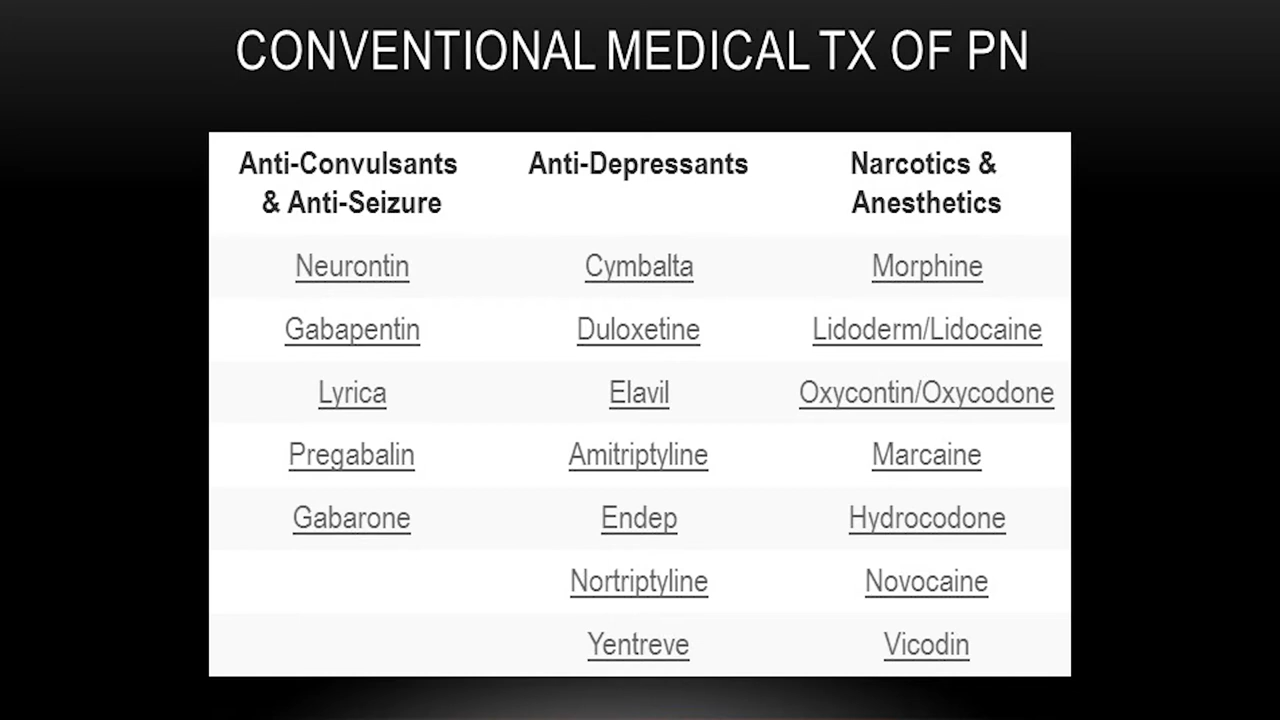 CONVENTIONAL MEDICAL TX OF PN
Anti-Convulsants Anti-Depressants Narcotics &
& Anti-Seizure Anesthetics
Neurontin Cymbalta Morphine
Gabapentin Duloxetine Lidoderm/Lidocaine
Lyrica Elavil Oxycontin/Oxycodone
Pregabalin Amitriptyline Marcaine
Gabarone Endep Hydrocodone
Nortriptyline Novocaine
Yentreve Vicodin